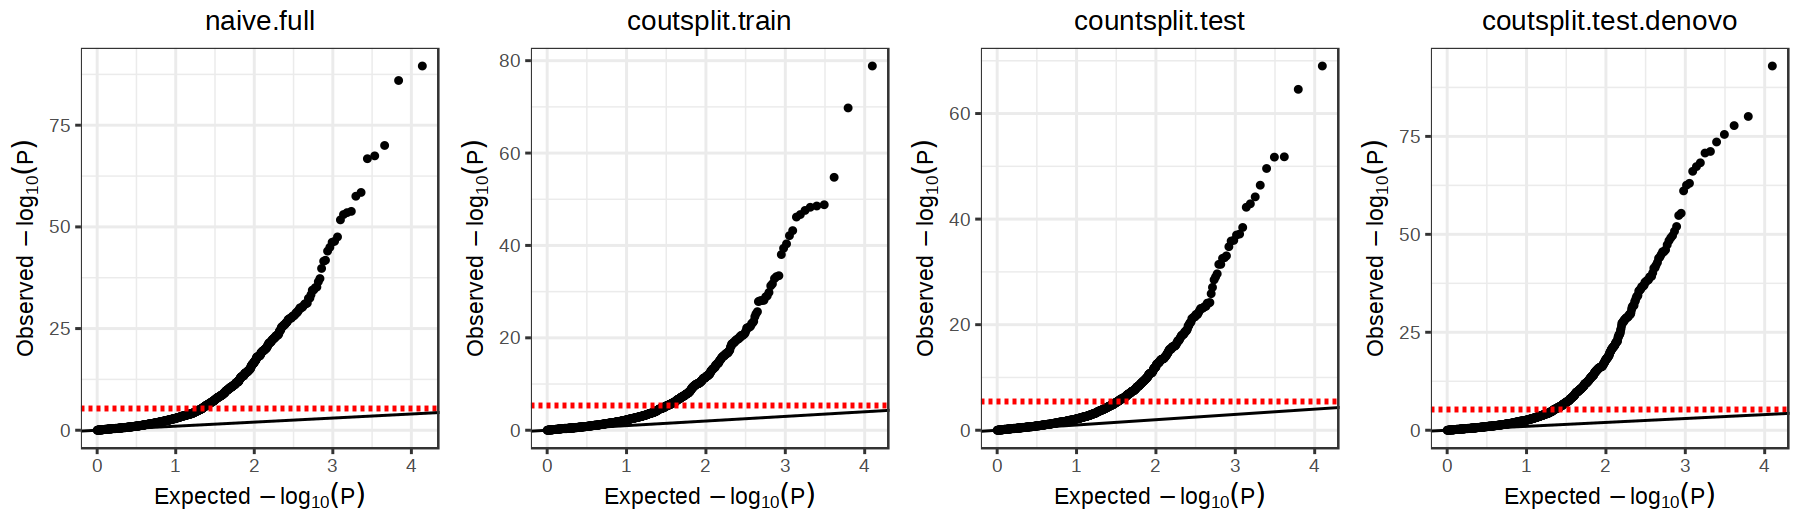 naive.full
coutsplit.train
countsplit.test
coutsplit.test.denovo
Observed −log10(P)
75
50
25
0
0 1 2 3 4
Expected −log10(P)
Observed −log10(P)
80
60
40
20
0
0 1 2 3 4
Expected −log10(P)
Observed −log10(P)
60
40
20
0
0 1 2 3 4
Expected −log10(P)
Observed −log10(P)
75
50
25
0
0 1 2 3 4
Expected −log10(P)